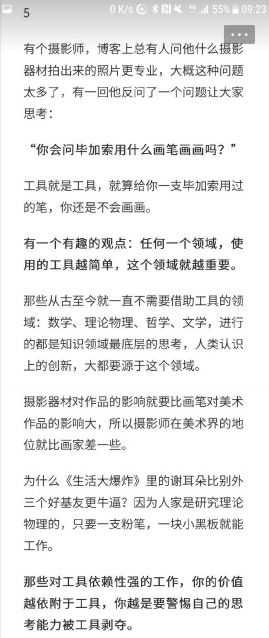 0 K/s 55% 09:23
5
有个摄影师，博客上总有人问他什么摄影
器材拍出来的照片更专业，大概这种问题
太多了，有一回他反问了一个问题让大家
思考：
“你会问毕加索用什么画笔画画吗？”
工具就是工具，就算给你一支毕加索用过
的笔，你还是不会画画。
有一个有趣的观点：任何一个领域，使
用的工具越简单，这个领域就越重要。
那些从古至今就一直不需要借助工具的领
域：数学、理论物理、哲学、文学，进行
的都是知识领域最底层的思考，人类认识
上的创新，大都要源于这个领域。
摄影器材对作品的影响就要比画笔对美术
作品的影响大，所以摄影师在美术界的地
位就比画家差一些。
为什么《生活大爆炸》里的谢耳朵比别外
三个好基友更牛逼？因为人家是研究理论
物理的，只要一支粉笔，一块小黑板就能
工作。
那些对工具依赖性强的工作，你的价值
越依附于工具，你越是要警惕自己的思
考能力被工具剥夺。